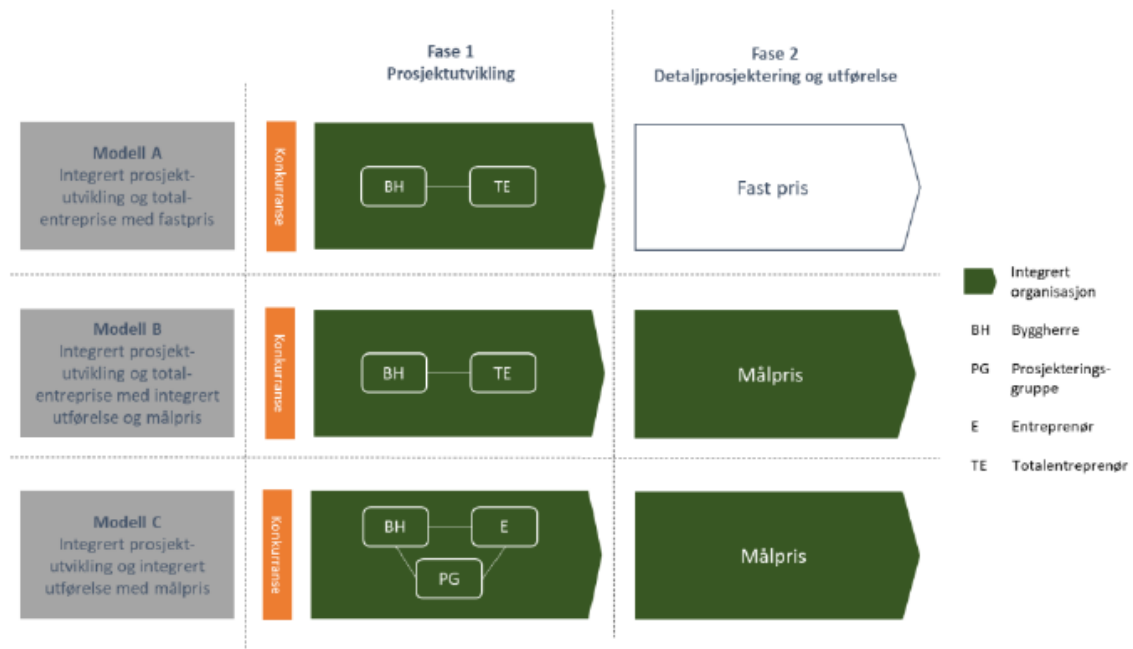 Fase 1
Prosjektutvikling
Fase 2
Detaljprosjektering og utførelse
Modell A
Integrert prosjekt-
utvikling og total-
entreprise med fastpris
Konkurranse
BH
TE
Fast pris
Modell B
Integrert prosjekt-
utvikling og total-
entreprise med integrert
utførelse og målpris
Konkurranse
BH
TE
Målpris
Modell C
Integrert prosjekt-
utvikling og integrert
utførelse med målpris
Konkurranse
BH
E
PG
Målpris
Integrert
organisasjon
BH Byggherre
PG Prosjekterings-
gruppe
E Entreprenør
TE Totalentreprenør